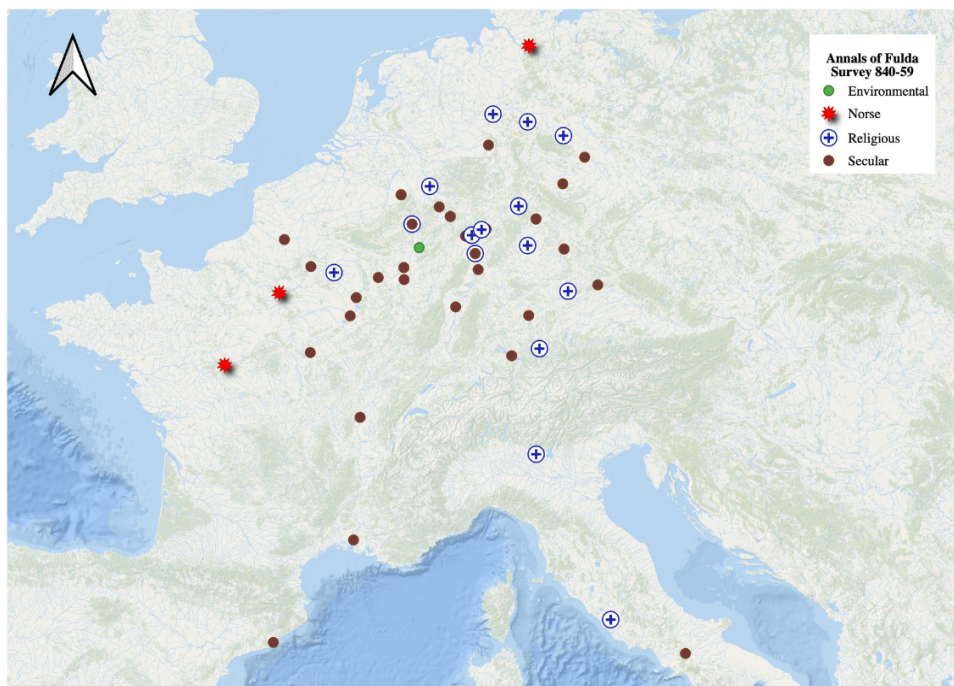 Annals of Fulda
Survey 840-59
Environmental
Norse
Religious
Secular